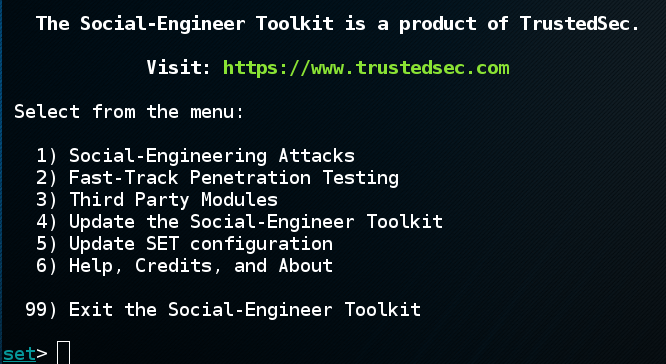 The Social-Engineer Toolkit is a product of TrustedSec.
Visit: https://www.trustedsec.com
Select from the menu:
1) Social-Engineering Attacks
2) Fast-Track Penetration Testing
3) Third Party Modules
4) Update the Social-Engineer Toolkit
5) Update SET configuration
6) Help, Credits, and About
99) Exit the Social-Engineer Toolkit
set>